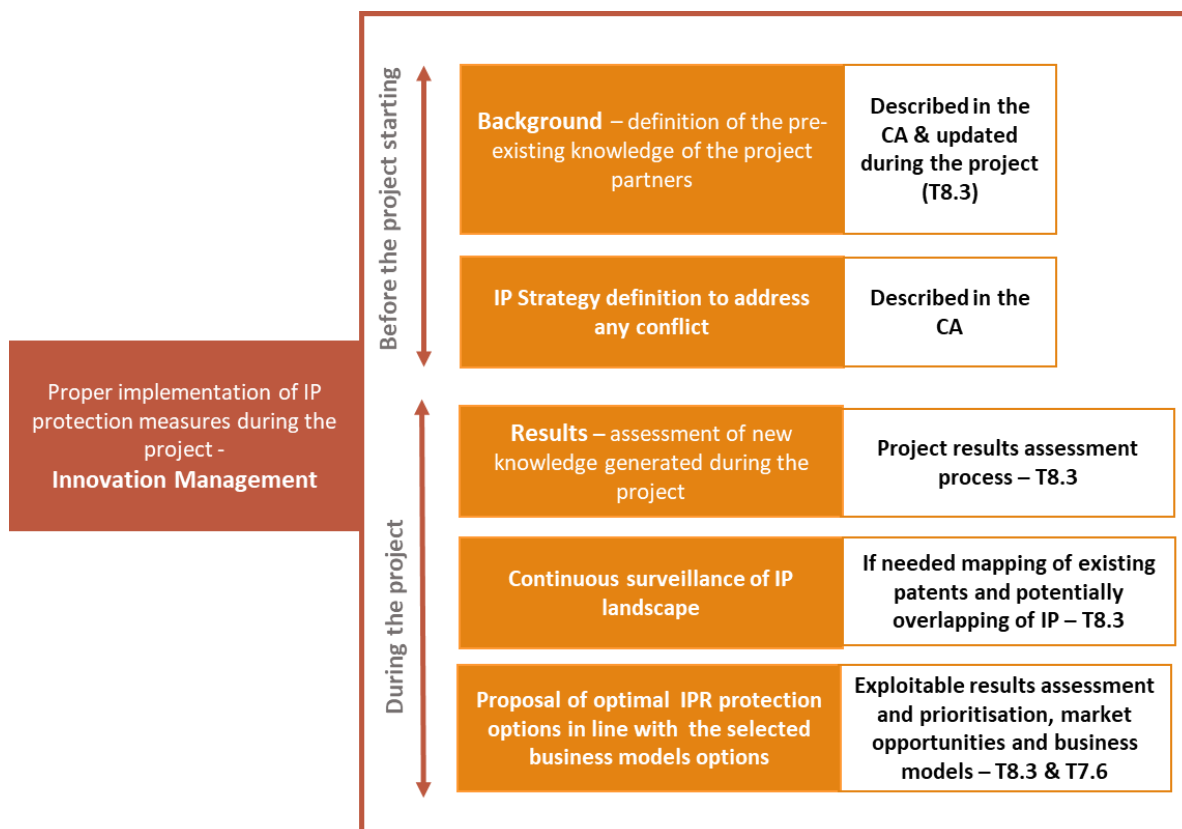 Proper implementation of IP
protection measures during the
project -
Innovation Management
Before the project starting
Background – definition of the pre-
existing knowledge of the project
partners
Described in the
CA & updated
during the project
(T8.3)
IP Strategy definition to address
any conflict
Described in the
CA
During the project
Results – assessment of new
knowledge generated during the
project
Project results assessment
process – T8.3
Continuous surveillance of IP
landscape
If needed mapping of existing
patents and potentially
overlapping of IP – T8.3
Proposal of optimal IPR protection
options in line with the selected
business models options
Exploitable results assessment
and prioritisation, market
opportunities and business
models – T8.3 & T7.6